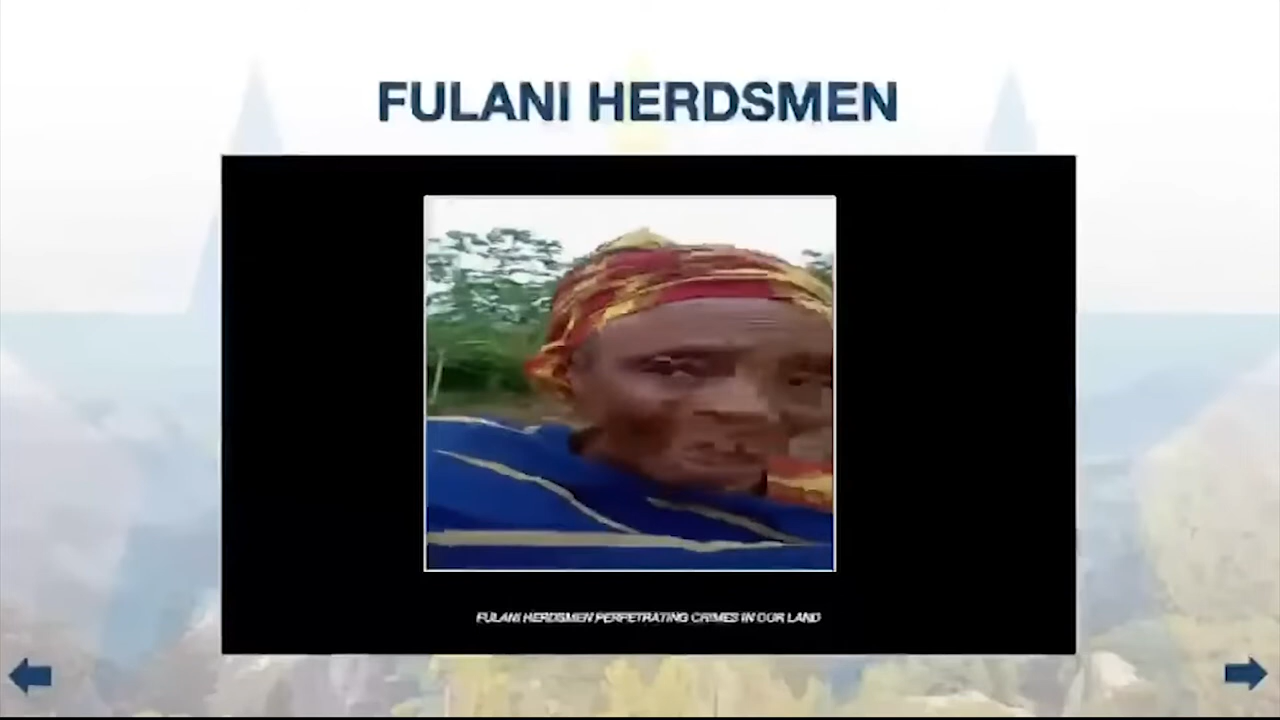 FULANI HERDSMEN
FULANI HERDSMEN PERPETRATING CRIMES IN OUR LAND